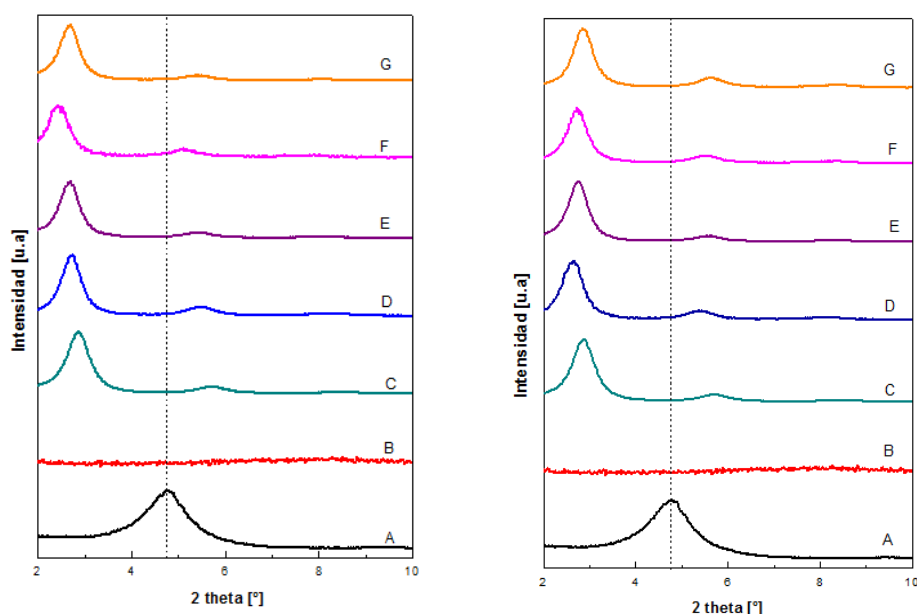 G
F
E
D
C
B
A
Intensidad [u.a]
2 4 6 8 10
2 theta [°]
G
F
E
D
C
B
A
Intensidad [u.a]
2 4 6 8 10
2 theta [°]